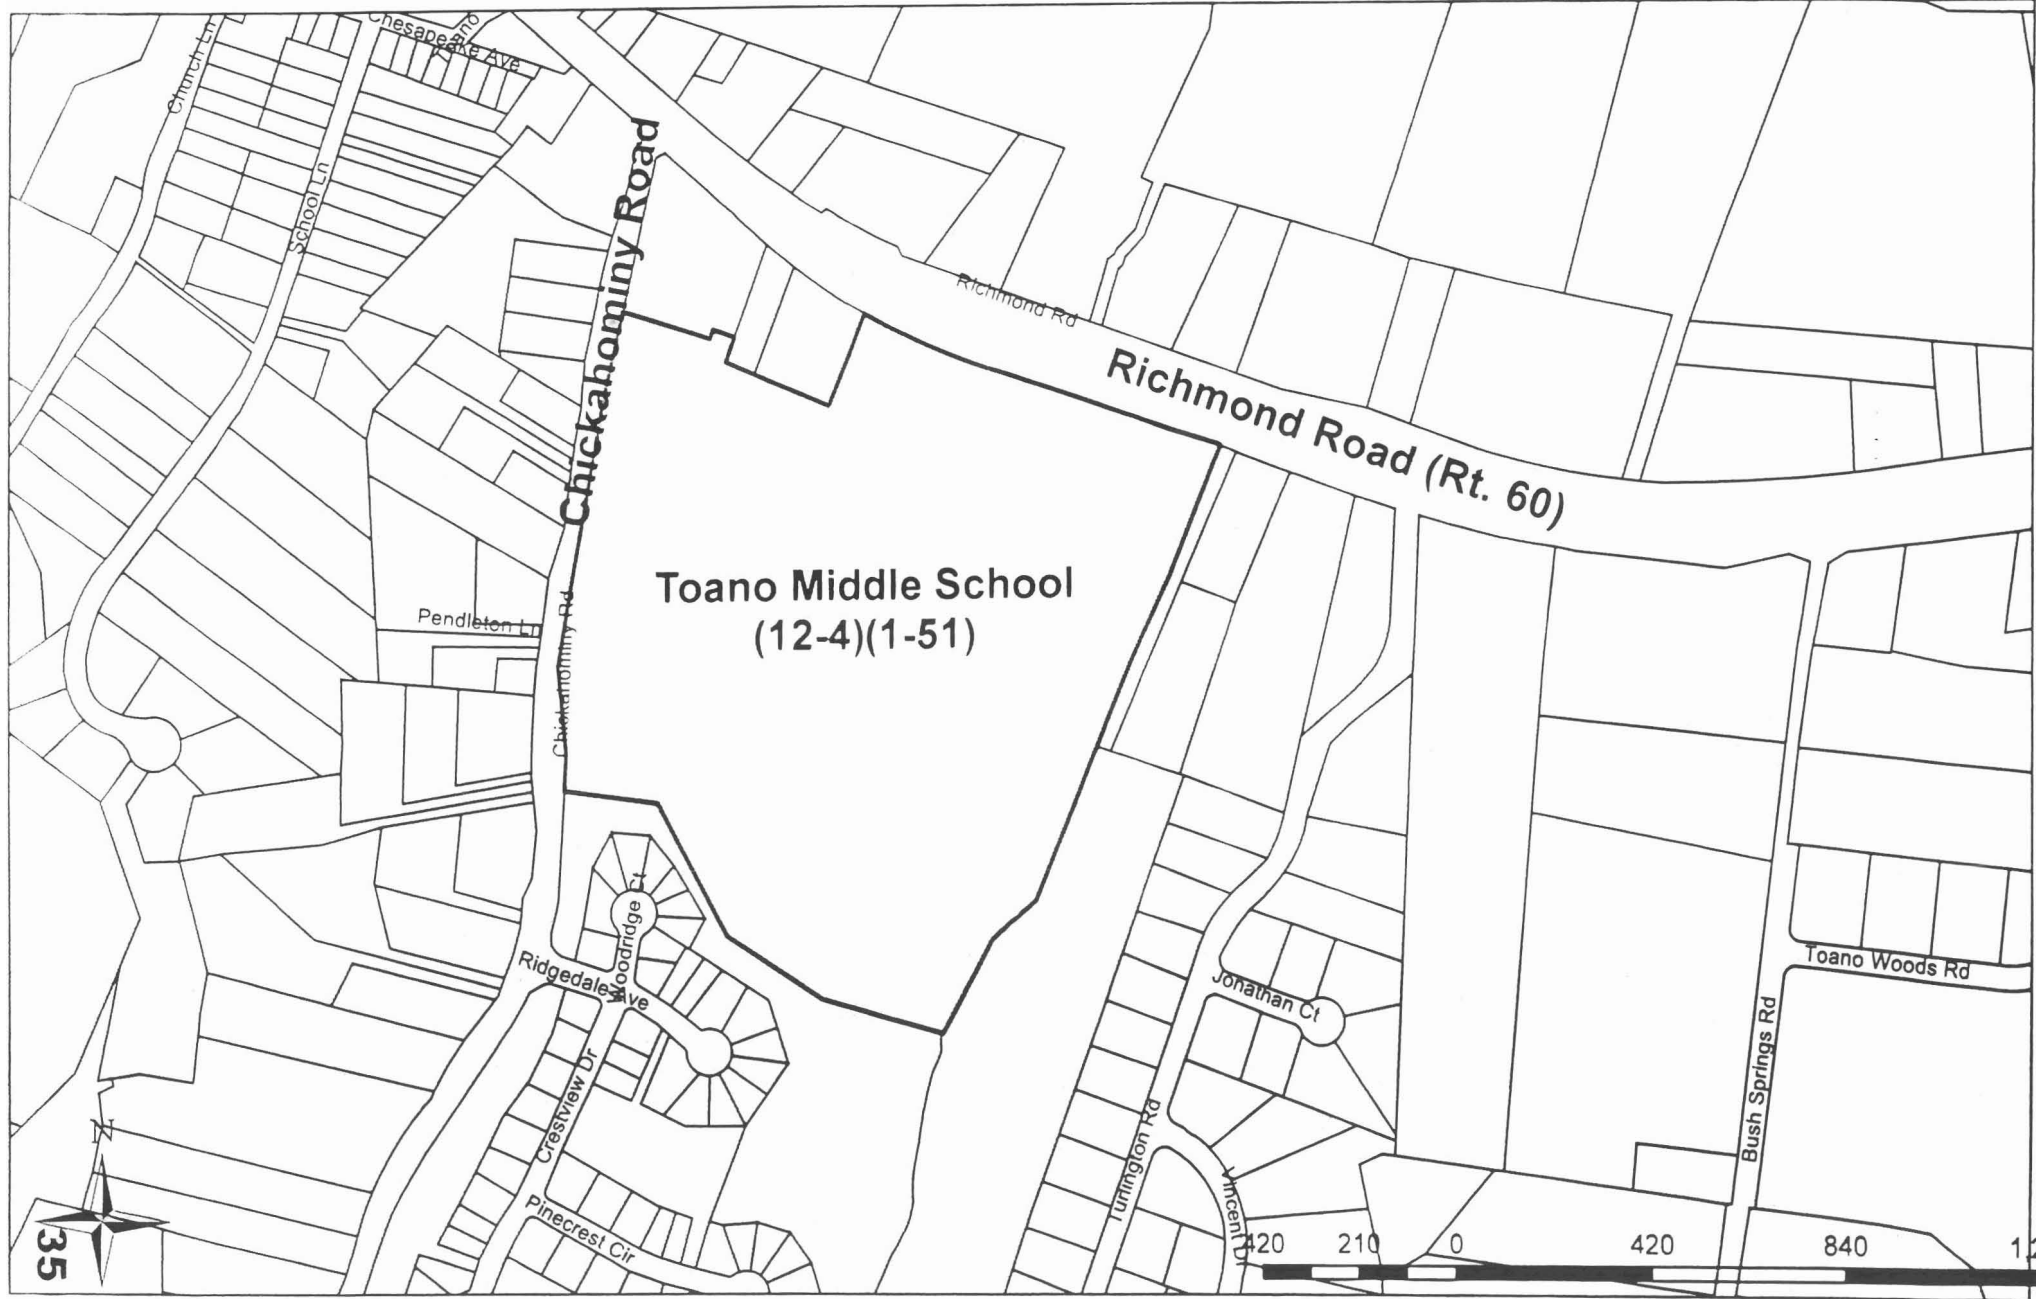 Chesapeake Ave
Church Ln
School Ln
Chickahominy Road
Richmond Rd
Richmond Road (Rt. 60)
Toano Middle School
(12-4)(1-51)
Pendleton Ln
Chickahominy Rd
Woodridge Ct
Ridgedale Ave
Toano Woods Rd
Jonathan Ct
Bush Springs Rd
Crestview Dr
Turlington Rd
Vincent Dr
Pinecrest Cir
N
35
420 210 0 420 840